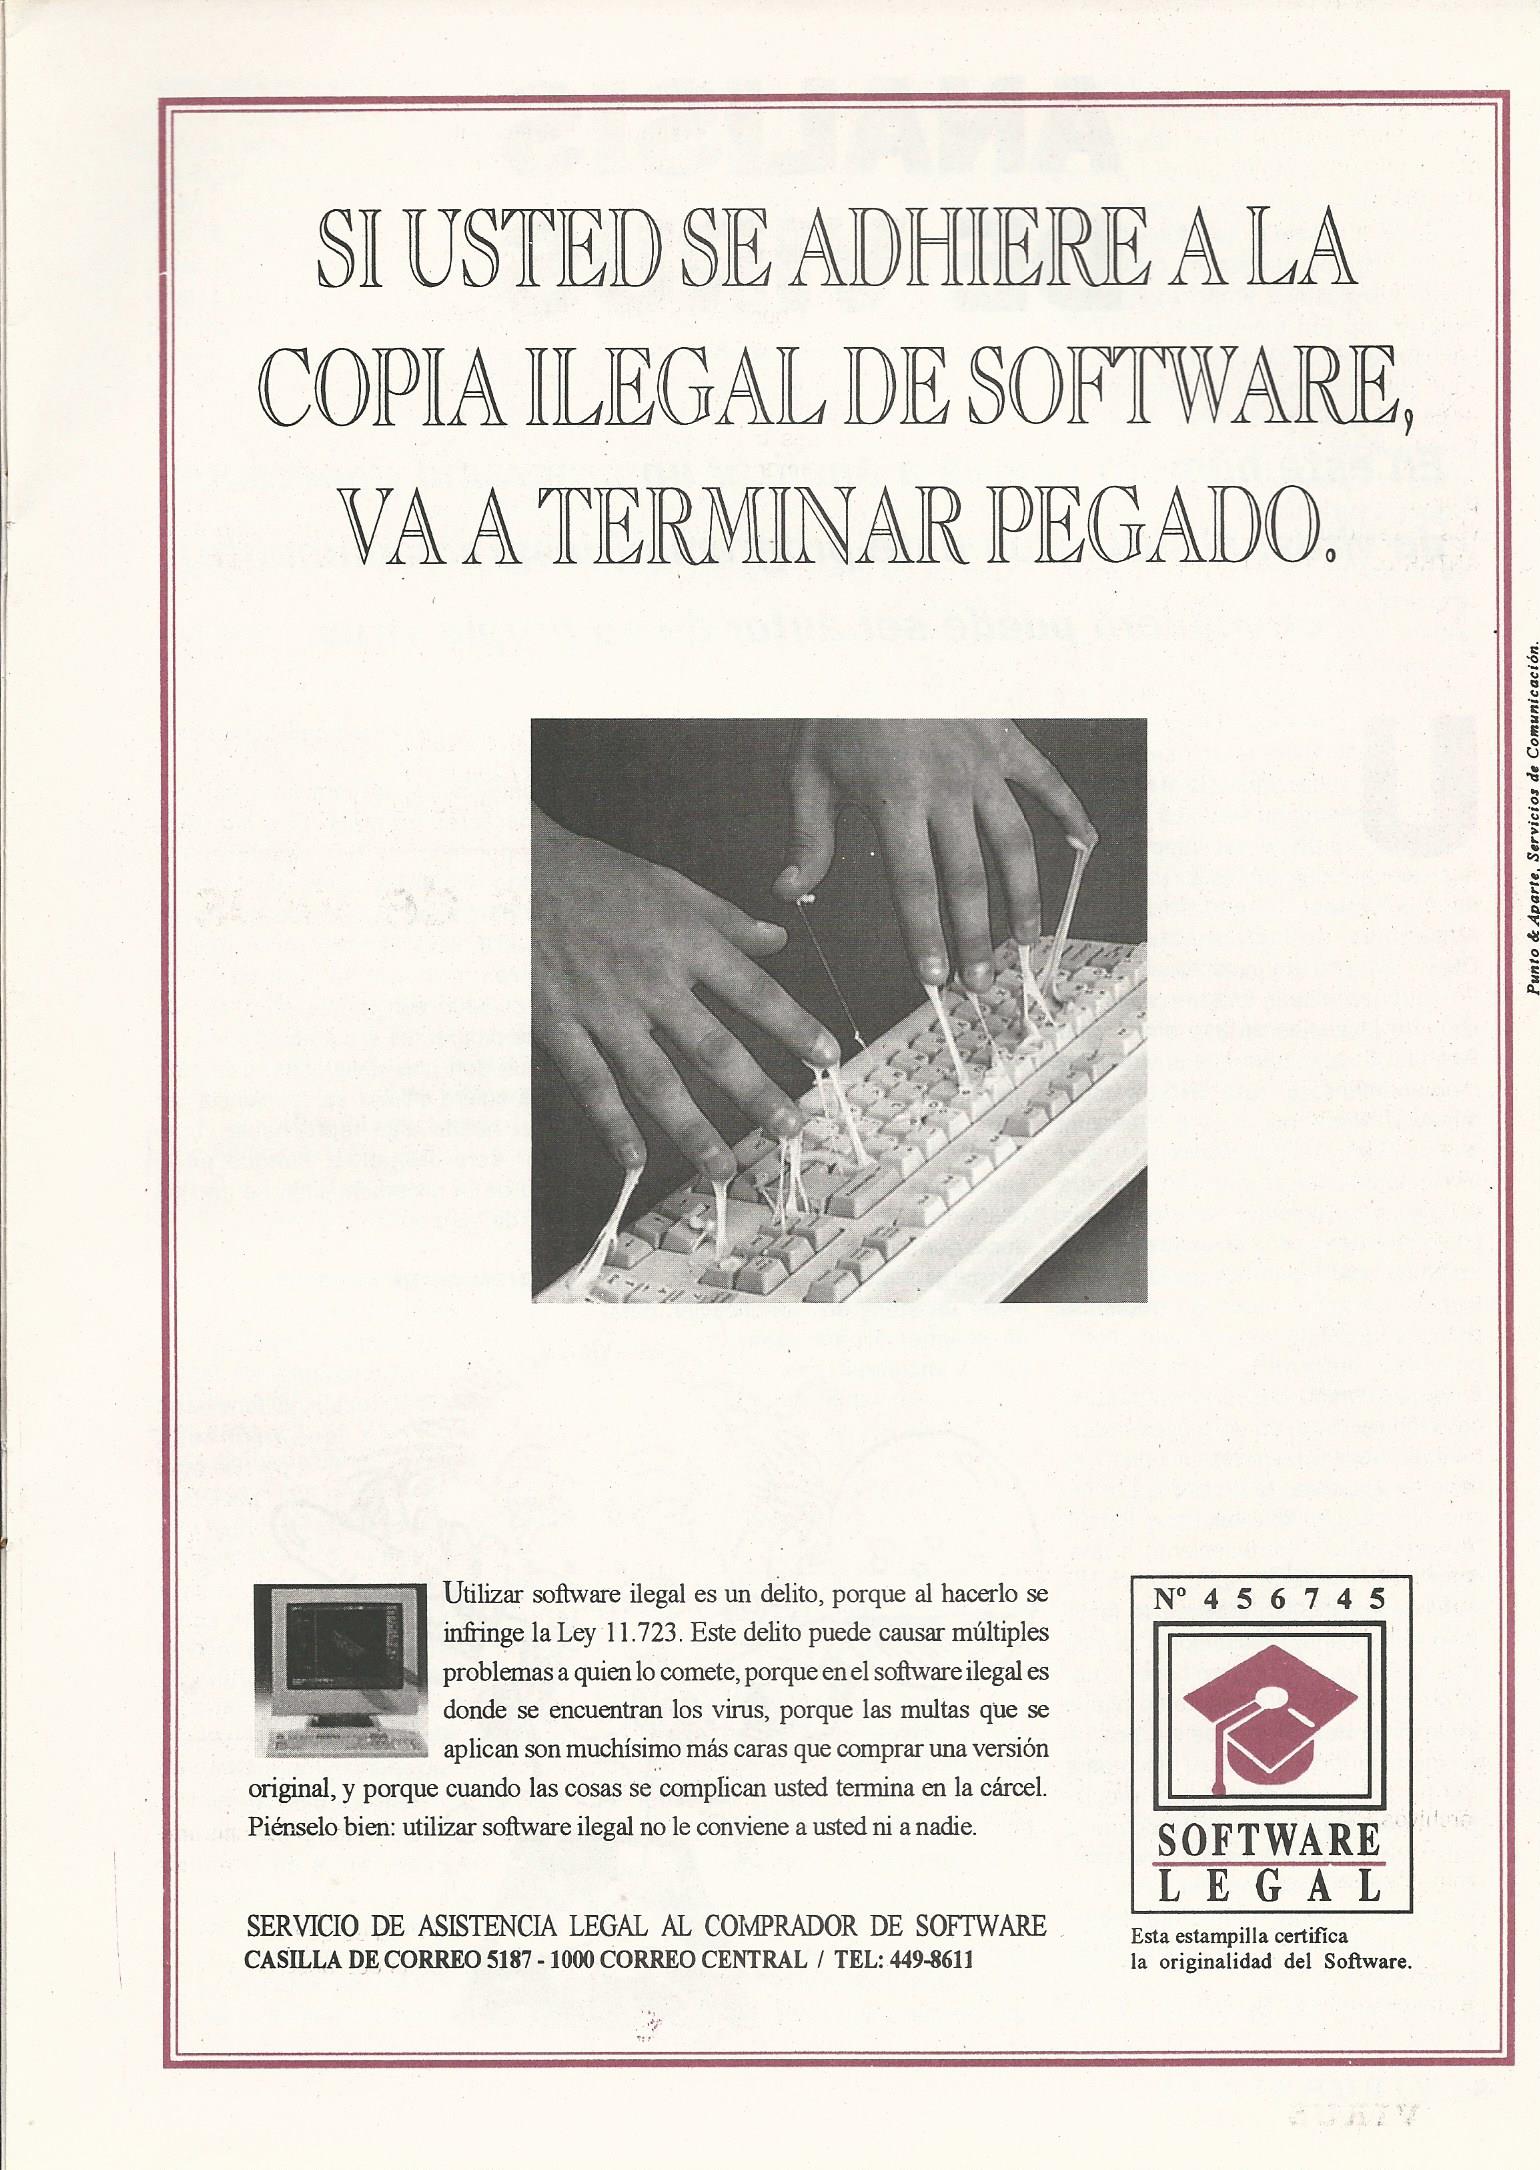 SI USTED SE ADHIERE A LA
COPIA ILEGAL DE SOFTWARE,
VA A TERMINAR PEGADO.
Punto & Aparte, Servicios de Comunicación.
Utilizar software ilegal es un delito, porque al hacerlo se
infringe la Ley 11.723. Este delito puede causar múltiples
problemas a quien lo comete, porque en el software ilegal es
donde se encuentran los virus, porque las multas que se
aplican son muchísimo más caras que comprar una versión
original, y porque cuando las cosas se complican usted termina en la cárcel.
Piénselo bien: utilizar software ilegal no le conviene a usted ni a nadie.
SERVICIO DE ASISTENCIA LEGAL AL COMPRADOR DE SOFTWARE
CASILLA DE CORREO 5187 - 1000 CORREO CENTRAL / TEL: 449-8611
Nº 4 5 6 7 4 5
SOFTWARE
LEGAL
Esta estampilla certifica
la originalidad del Software.